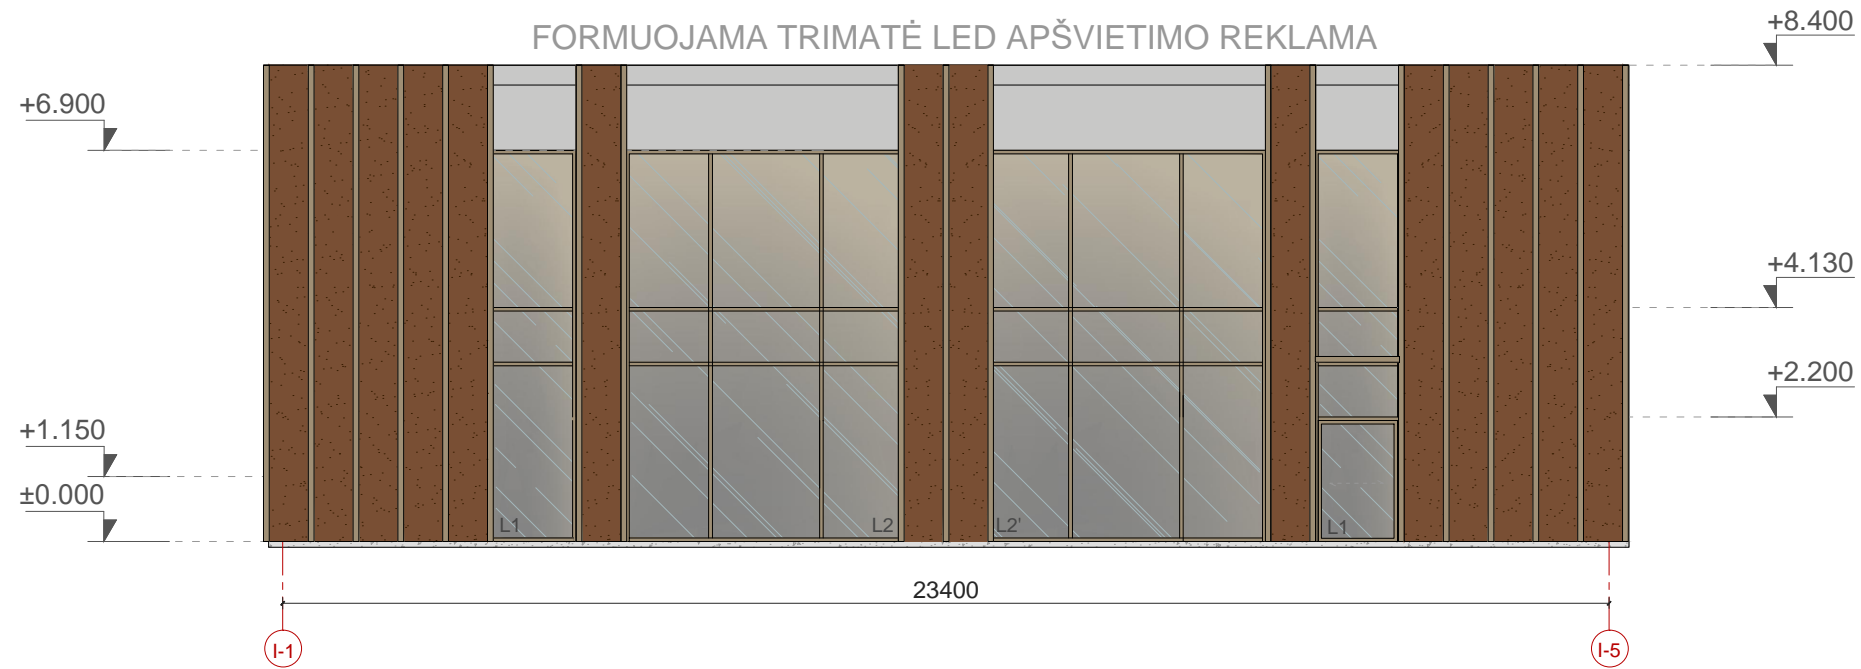 FORMUOJAMA TRIMATĖ LED APŠVIETIMO REKLAMA
+8.400
+6.900
+4.130
+2.200
+1.150
±0.000
L1
L2
L2'
L1
23400
I-1
I-5